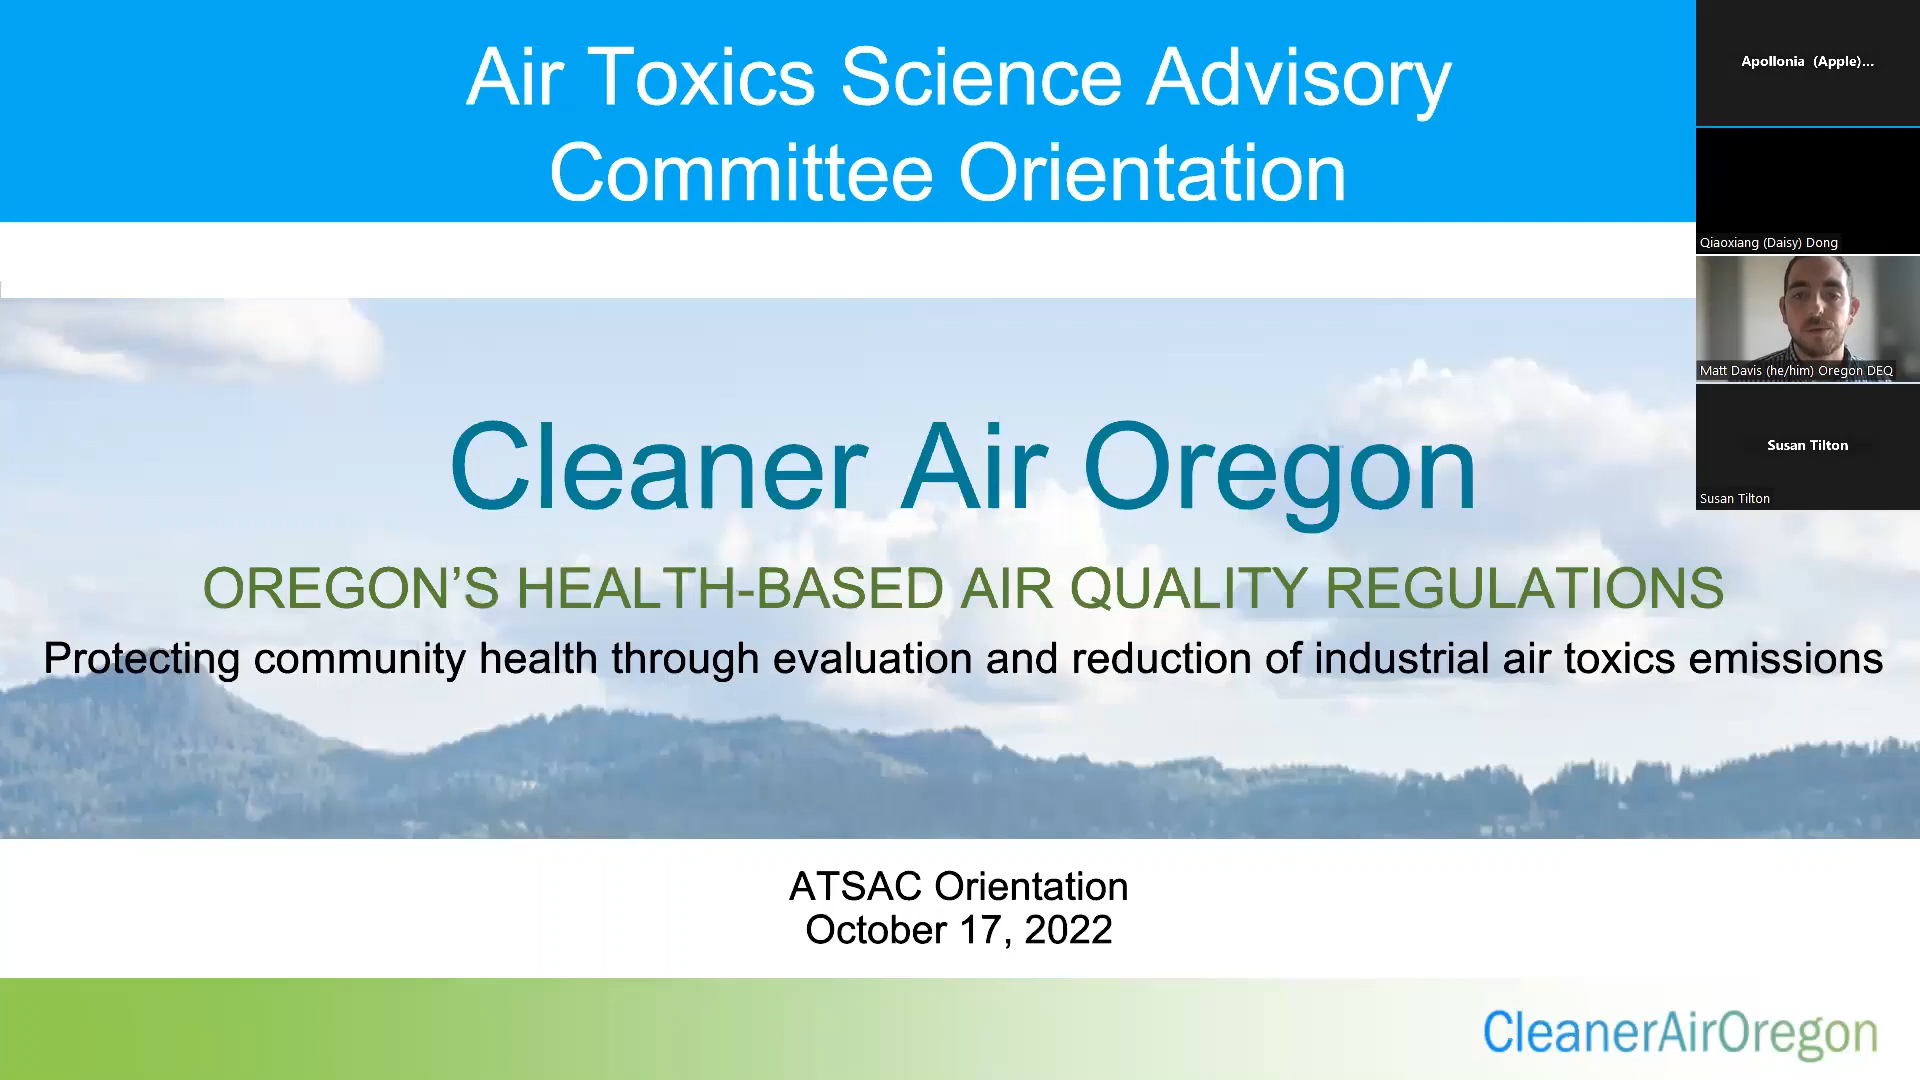 Air Toxics Science Advisory
Committee Orientation
Cleaner Air Oregon
OREGON’S HEALTH-BASED AIR QUALITY REGULATIONS
Protecting community health through evaluation and reduction of industrial air toxics emissions
ATSAC Orientation
October 17, 2022
CleanerAirOregon
Apollonia (Apple)...
Qiaoxiang (Daisy) Dong
Matt Davis (he/him) Oregon DEQ
Susan Tilton
Susan Tilton